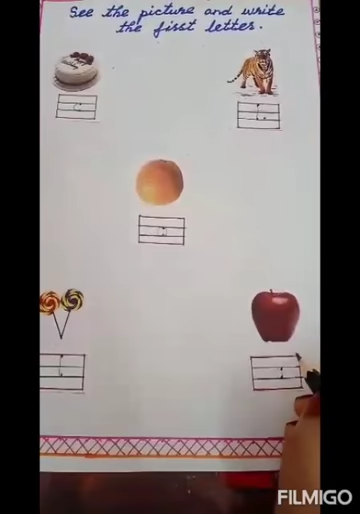 See the picture and write
the first letter.
c
t
o
l
a
FILMIGO